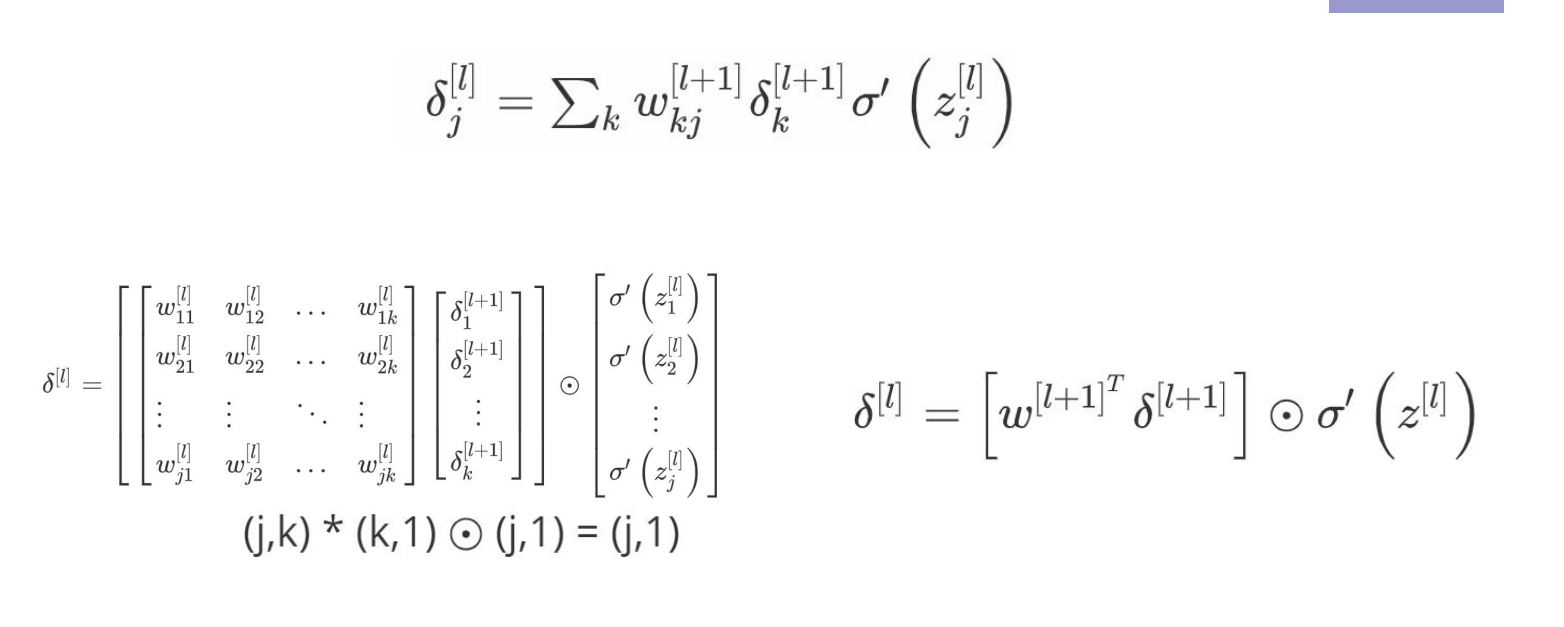 δ_j^{[l]} = ∑_k w_{kj}^{[l+1]} δ_k^{[l+1]} σ′ (z_j^{[l]})
δ^{[l]} = [ [ w_{11}^{[l]} w_{12}^{[l]} … w_{1k}^{[l]} ; w_{21}^{[l]} w_{22}^{[l]} … w_{2k}^{[l]} ; ⋮ ⋮ ⋱ ⋮ ; w_{j1}^{[l]} w_{j2}^{[l]} … w_{jk}^{[l]} ] [ δ_1^{[l+1]} ; δ_2^{[l+1]} ; ⋮ ; δ_k^{[l+1]} ] ] ⊙ [ σ′ (z_1^{[l]}) ; σ′ (z_2^{[l]}) ; ⋮ ; σ′ (z_j^{[l]}) ]
(j,k) * (k,1) ⊙ (j,1) = (j,1)
δ^{[l]} = [ w^{[l+1]^T} δ^{[l+1]} ] ⊙ σ′ (z^{[l]})